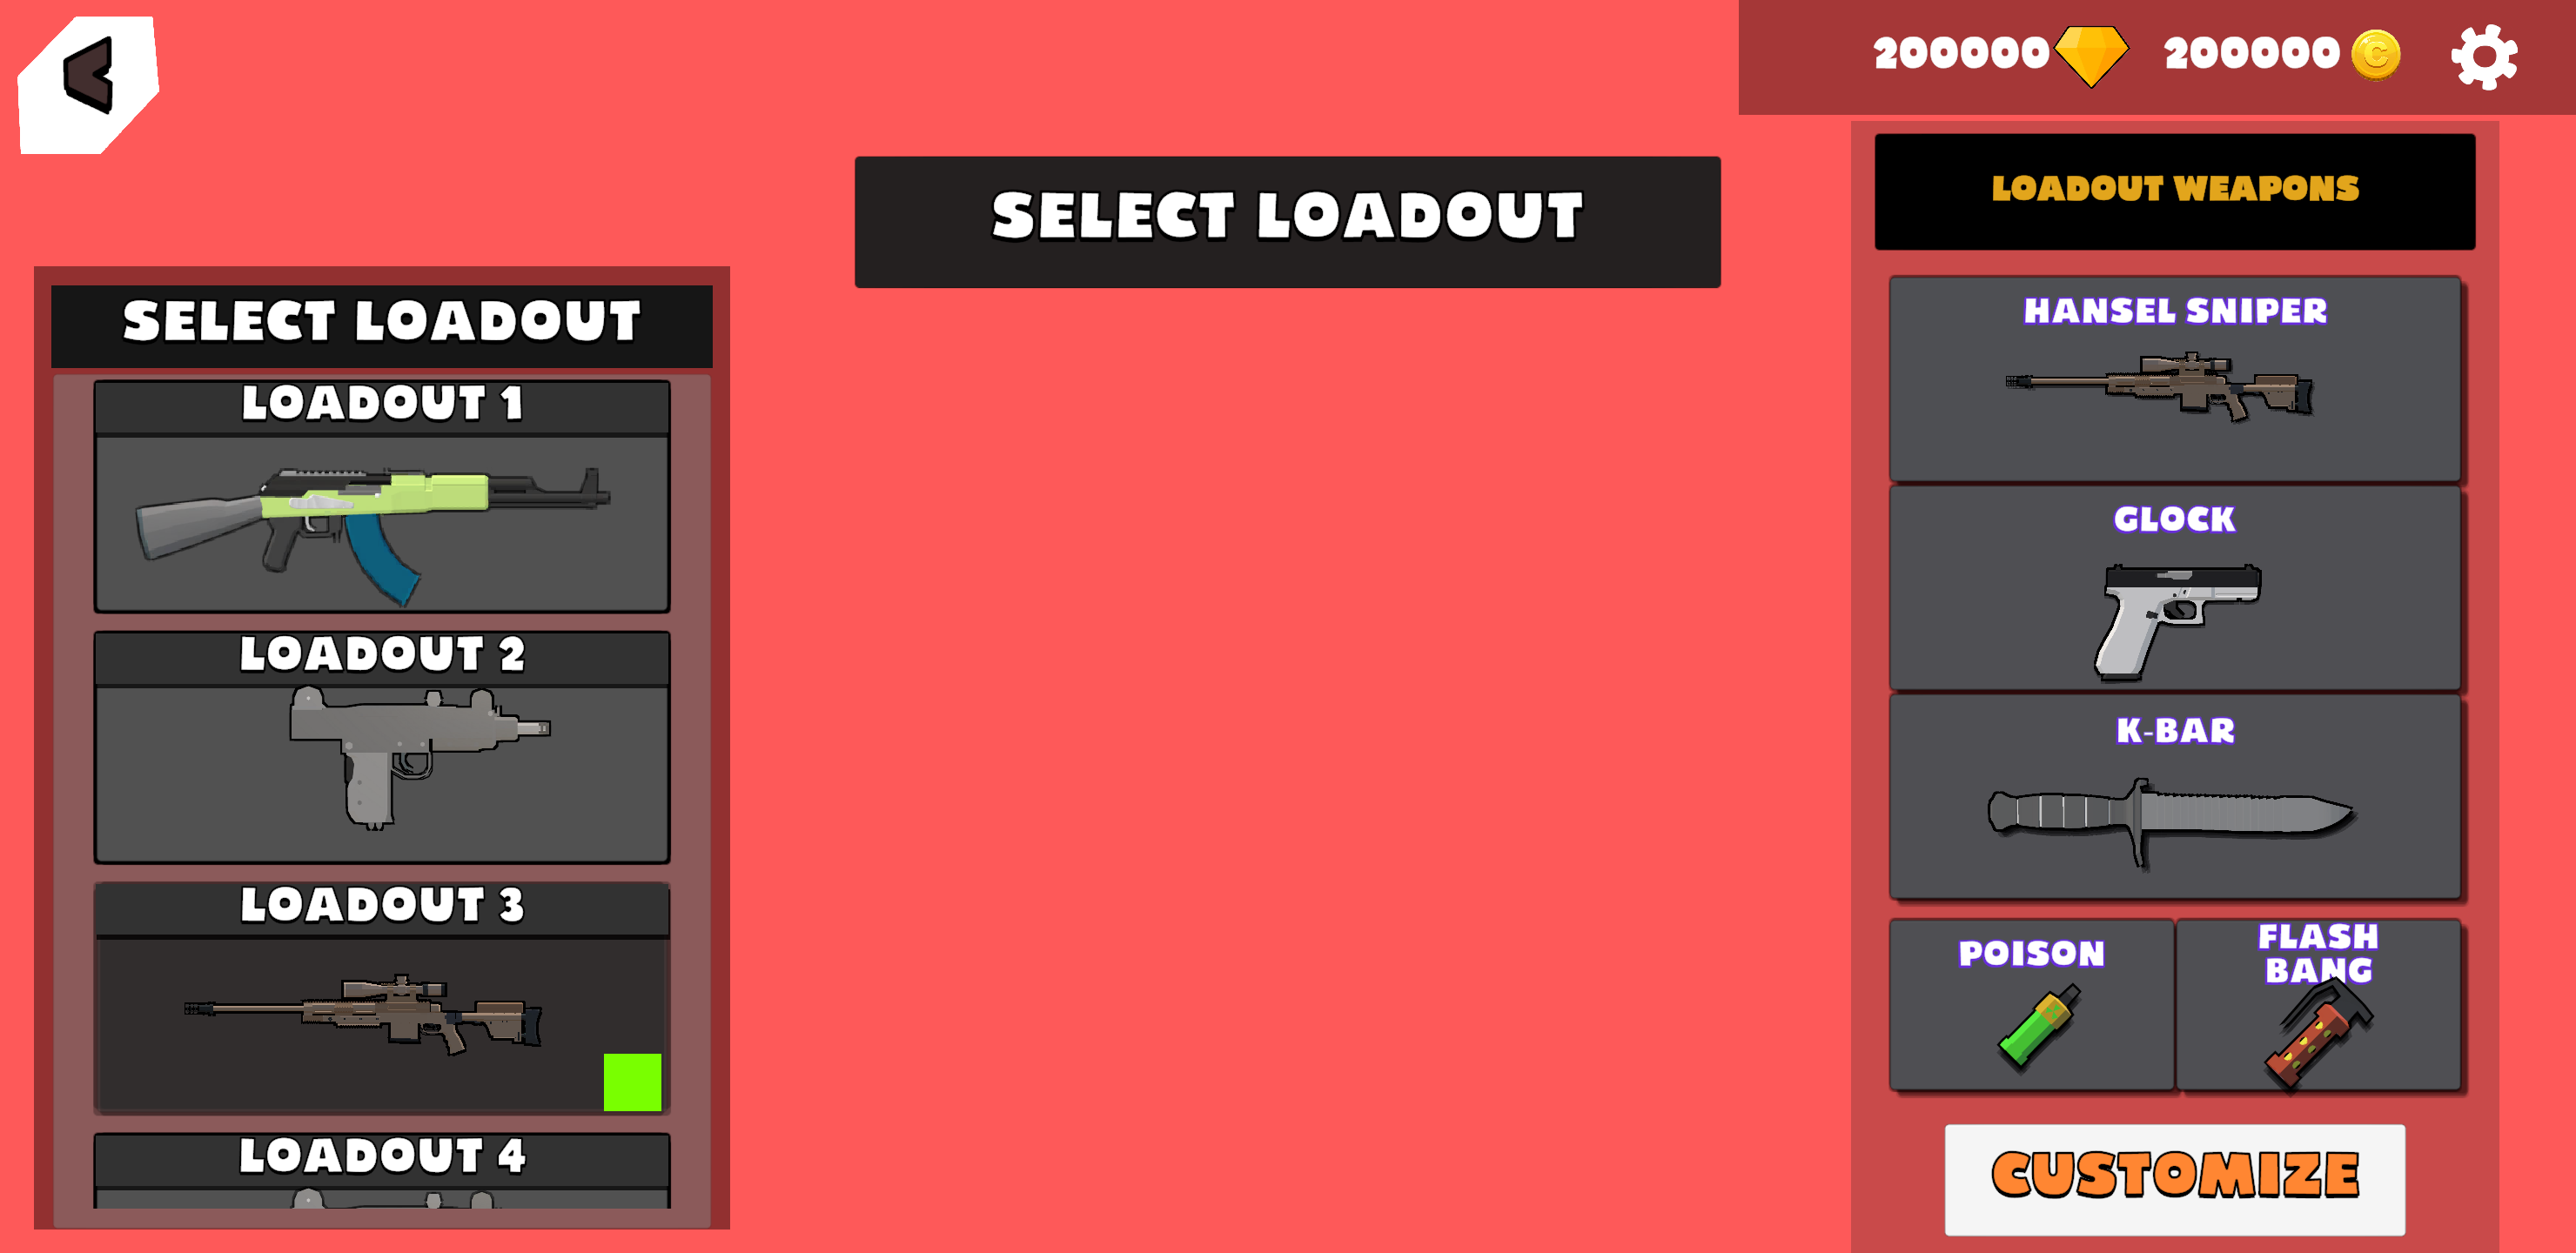 200000
200000
SELECT LOADOUT
SELECT LOADOUT
LOADOUT 1
LOADOUT 2
LOADOUT 3
LOADOUT 4
LOADOUT WEAPONS
HANSEL SNIPER
GLOCK
K-BAR
POISON
FLASH
BANG
CUSTOMIZE